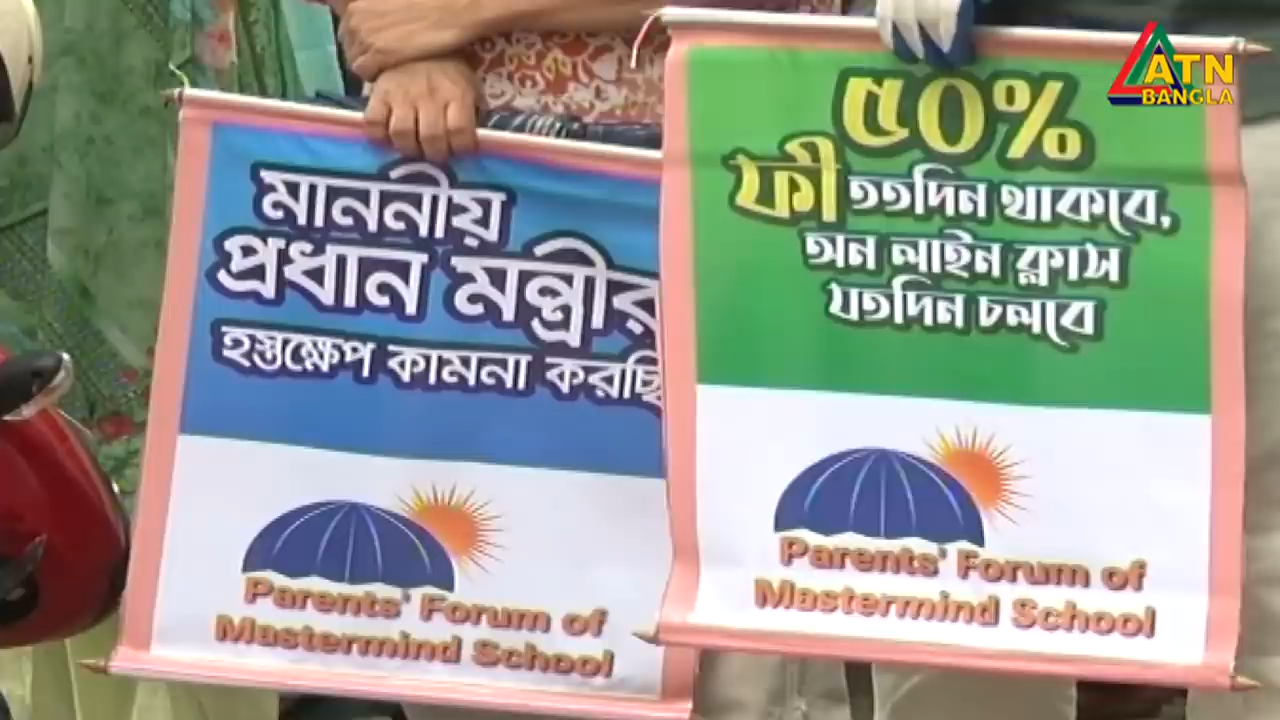 মাননীয়
প্রধান মন্ত্রীর
হস্তক্ষেপ কামনা করছি
Parents' Forum of
Mastermind School
৫০%
ফী ততদিন থাকবে,
অন লাইন ক্লাস
যতদিন চলবে
Parents' Forum of
Mastermind School
ATN
BANGLA